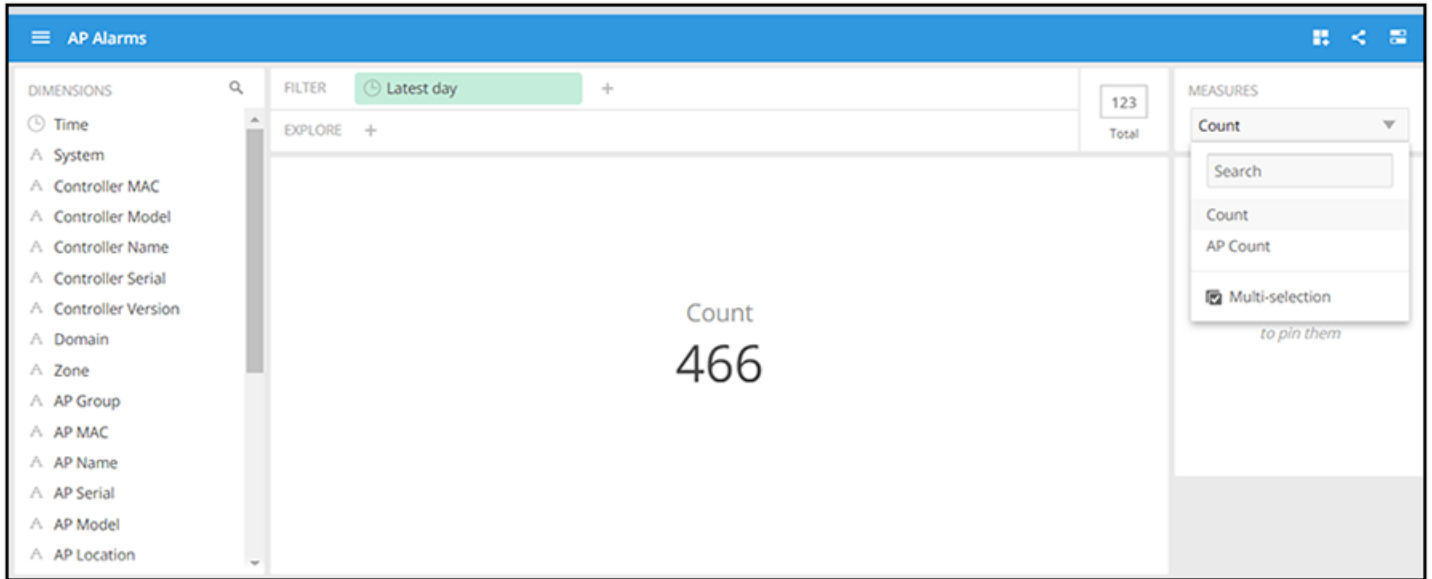 AP Alarms
DIMENSIONS
Time
System
Controller MAC
Controller Model
Controller Name
Controller Serial
Controller Version
Domain
Zone
AP Group
AP MAC
AP Name
AP Serial
AP Model
AP Location
FILTER Latest day +
EXPLORE +
123
Total
Count
466
MEASURES
Count
Search
Count
AP Count
Multi-selection
to pin them